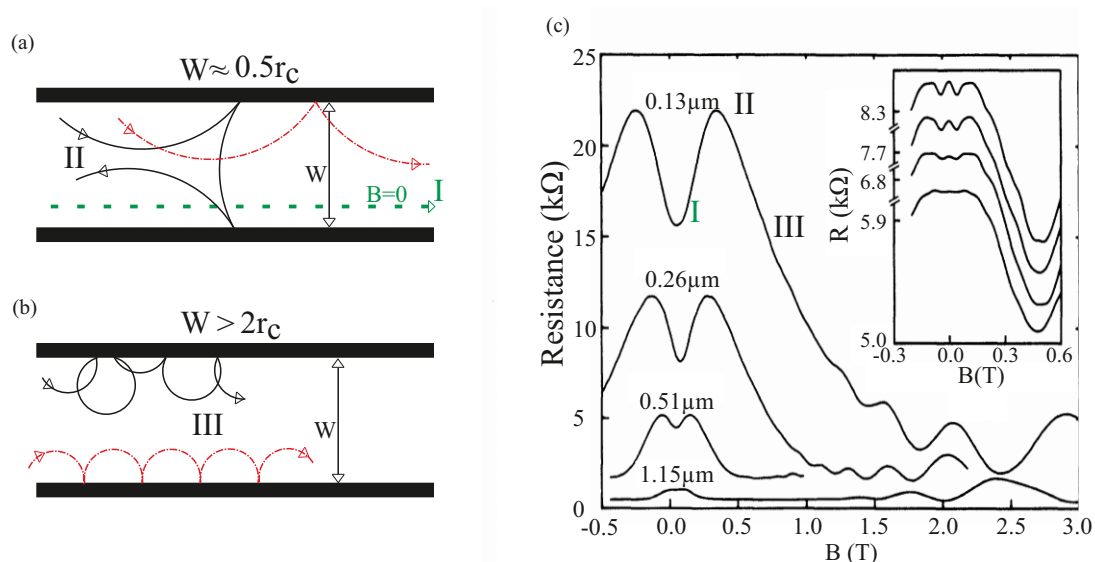 (a)
W≈ 0.5r_c
II
W
B=0
I
(b)
W > 2r_c
III
W
(c)
Resistance (kΩ)
25
20
15
10
5
0
-0.5
0.0
0.5
1.0
1.5
2.0
2.5
3.0
B (T)
0.13μm
II
I
III
0.26μm
0.51μm
1.15μm
R (kΩ)
8.3
7.7
6.8
5.9
5.0
-0.3
0.0
0.3
0.6
B(T)